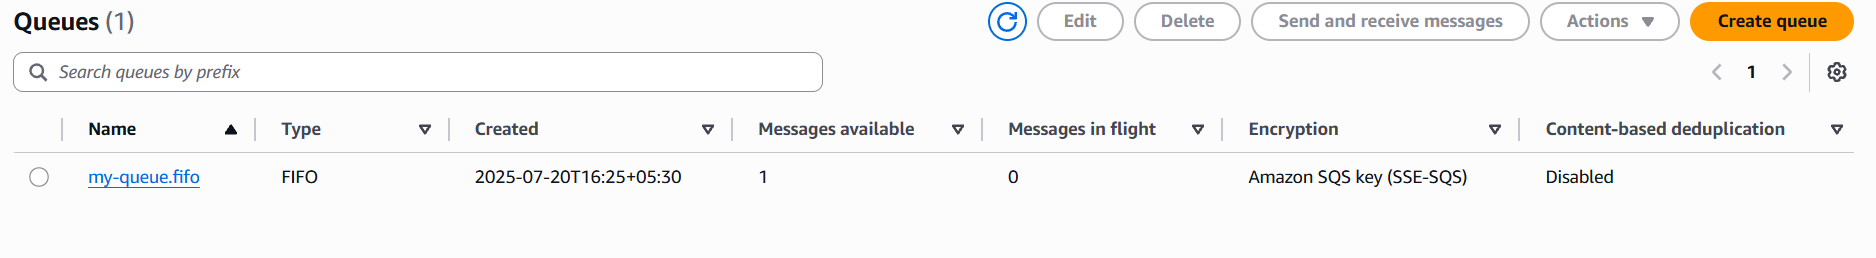 Queues (1)
Edit
Delete
Send and receive messages
Actions
Create queue
Search queues by prefix
1
Name Type Created Messages available Messages in flight Encryption Content-based deduplication
my-queue.fifo FIFO 2025-07-20T16:25+05:30 1 0 Amazon SQS key (SSE-SQS) Disabled